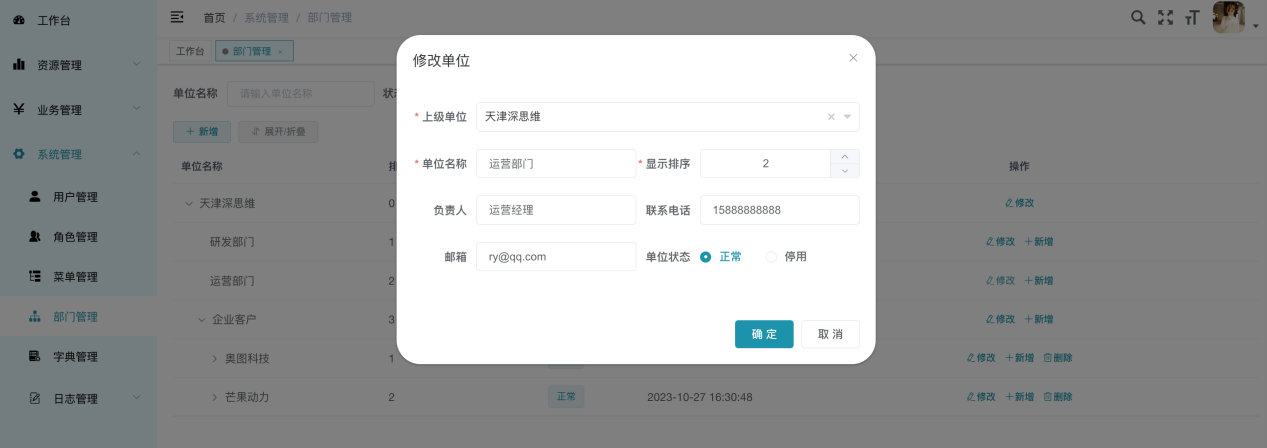 工作台
首页 / 系统管理 / 部门管理
资源管理
业务管理
系统管理
用户管理
角色管理
菜单管理
部门管理
字典管理
日志管理
工作台
部门管理 ×
单位名称 请输入单位名称
+ 新增 展开/折叠
单位名称 操作
天津深思维 0 修改
研发部门 1 修改 +新增
运营部门 2 修改 +新增
企业客户 3 修改 +新增
奥图科技 1 修改 +新增 删除
芒果动力 2 正常 2023-10-27 16:30:48 修改 +新增 删除
修改单位
* 上级单位 天津深思维
* 单位名称 运营部门 * 显示排序 2
负责人 运营经理 联系电话 15888888888
邮箱 ry@qq.com 单位状态 正常 停用
确 定 取 消